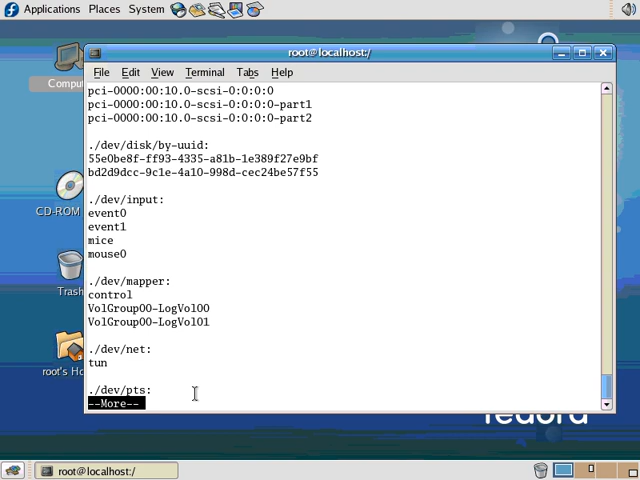 Applications Places System
root@localhost:/
File Edit View Terminal Tabs Help
pci-0000:00:10.0-scsi-0:0:0:0
pci-0000:00:10.0-scsi-0:0:0:0-part1
pci-0000:00:10.0-scsi-0:0:0:0-part2
./dev/disk/by-uuid:
55e0be8f-ff93-4335-a81b-1e389f27e9bf
bd2d9dcc-9c1e-4a10-998d-cec24be57f55
./dev/input:
event0
event1
mice
mouse0
./dev/mapper:
control
VolGroup00-LogVol00
VolGroup00-LogVol01
./dev/net:
tun
./dev/pts:
--More--
Compu
CD-ROM
Trash
root's Ho
root@localhost:/